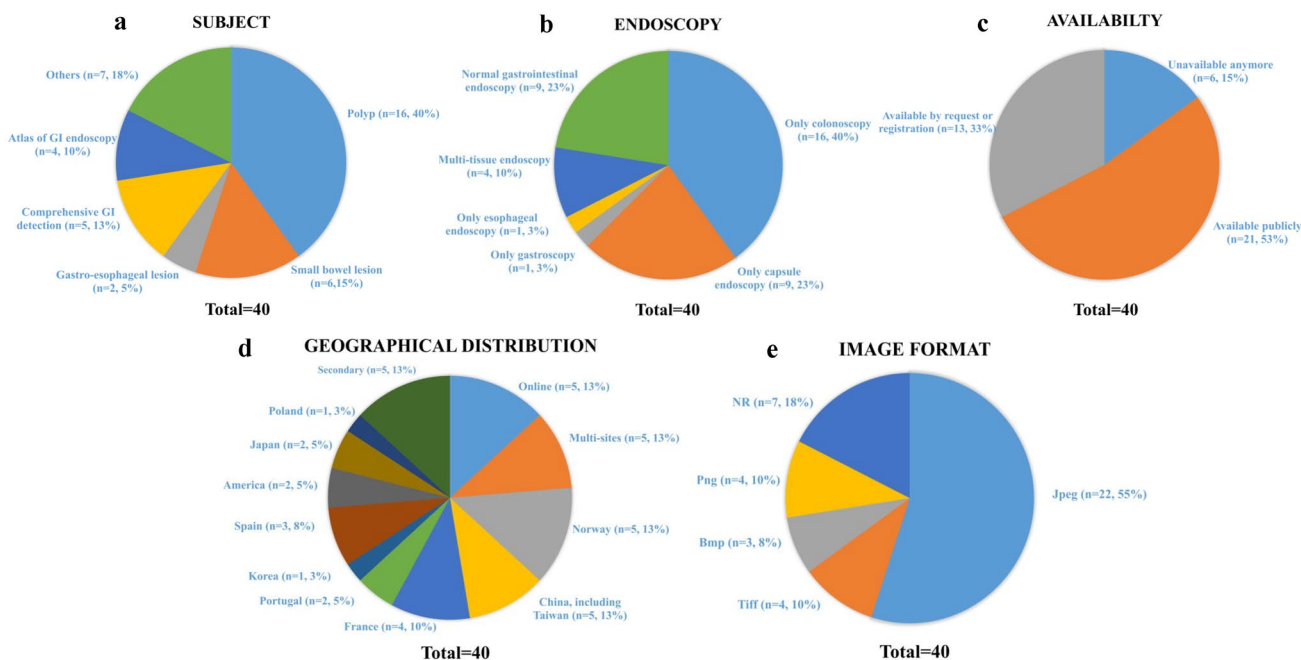 a
SUBJECT
Others (n=7, 18%)
Polyp (n=16, 40%)
Atlas of GI endoscopy
(n=4, 10%)
Comprehensive GI
detection (n=5, 13%)
Gastro-esophageal lesion
(n=2, 5%)
Small bowel lesion
(n=6,15%)
Total=40
b
ENDOSCOPY
Normal gastrointestinal
endoscopy (n=9, 23%)
Only colonoscopy
(n=16, 40%)
Multi-tissue endoscopy
(n=4, 10%)
Only esophageal
endoscopy (n=1, 3%)
Only gastroscopy
(n=1, 3%)
Only capsule
endoscopy (n=9, 23%)
Total=40
c
AVAILABILTY
Unavailable anymore
(n=6, 15%)
Available by request or
registration (n=13, 33%)
Available publicly
(n=21, 53%)
Total=40
d
GEOGRAPHICAL DISTRIBUTION
Secondary (n=5, 13%)
Online (n=5, 13%)
Poland (n=1, 3%)
Multi-sites (n=5, 13%)
Japan (n=2, 5%)
America (n=2, 5%)
Spain (n=3, 8%)
Norway (n=5, 13%)
Korea (n=1, 3%)
Portugal (n=2, 5%)
China, including
Taiwan (n=5, 13%)
France (n=4, 10%)
Total=40
e
IMAGE FORMAT
NR (n=7, 18%)
Png (n=4, 10%)
Jpeg (n=22, 55%)
Bmp (n=3, 8%)
Tiff (n=4, 10%)
Total=40